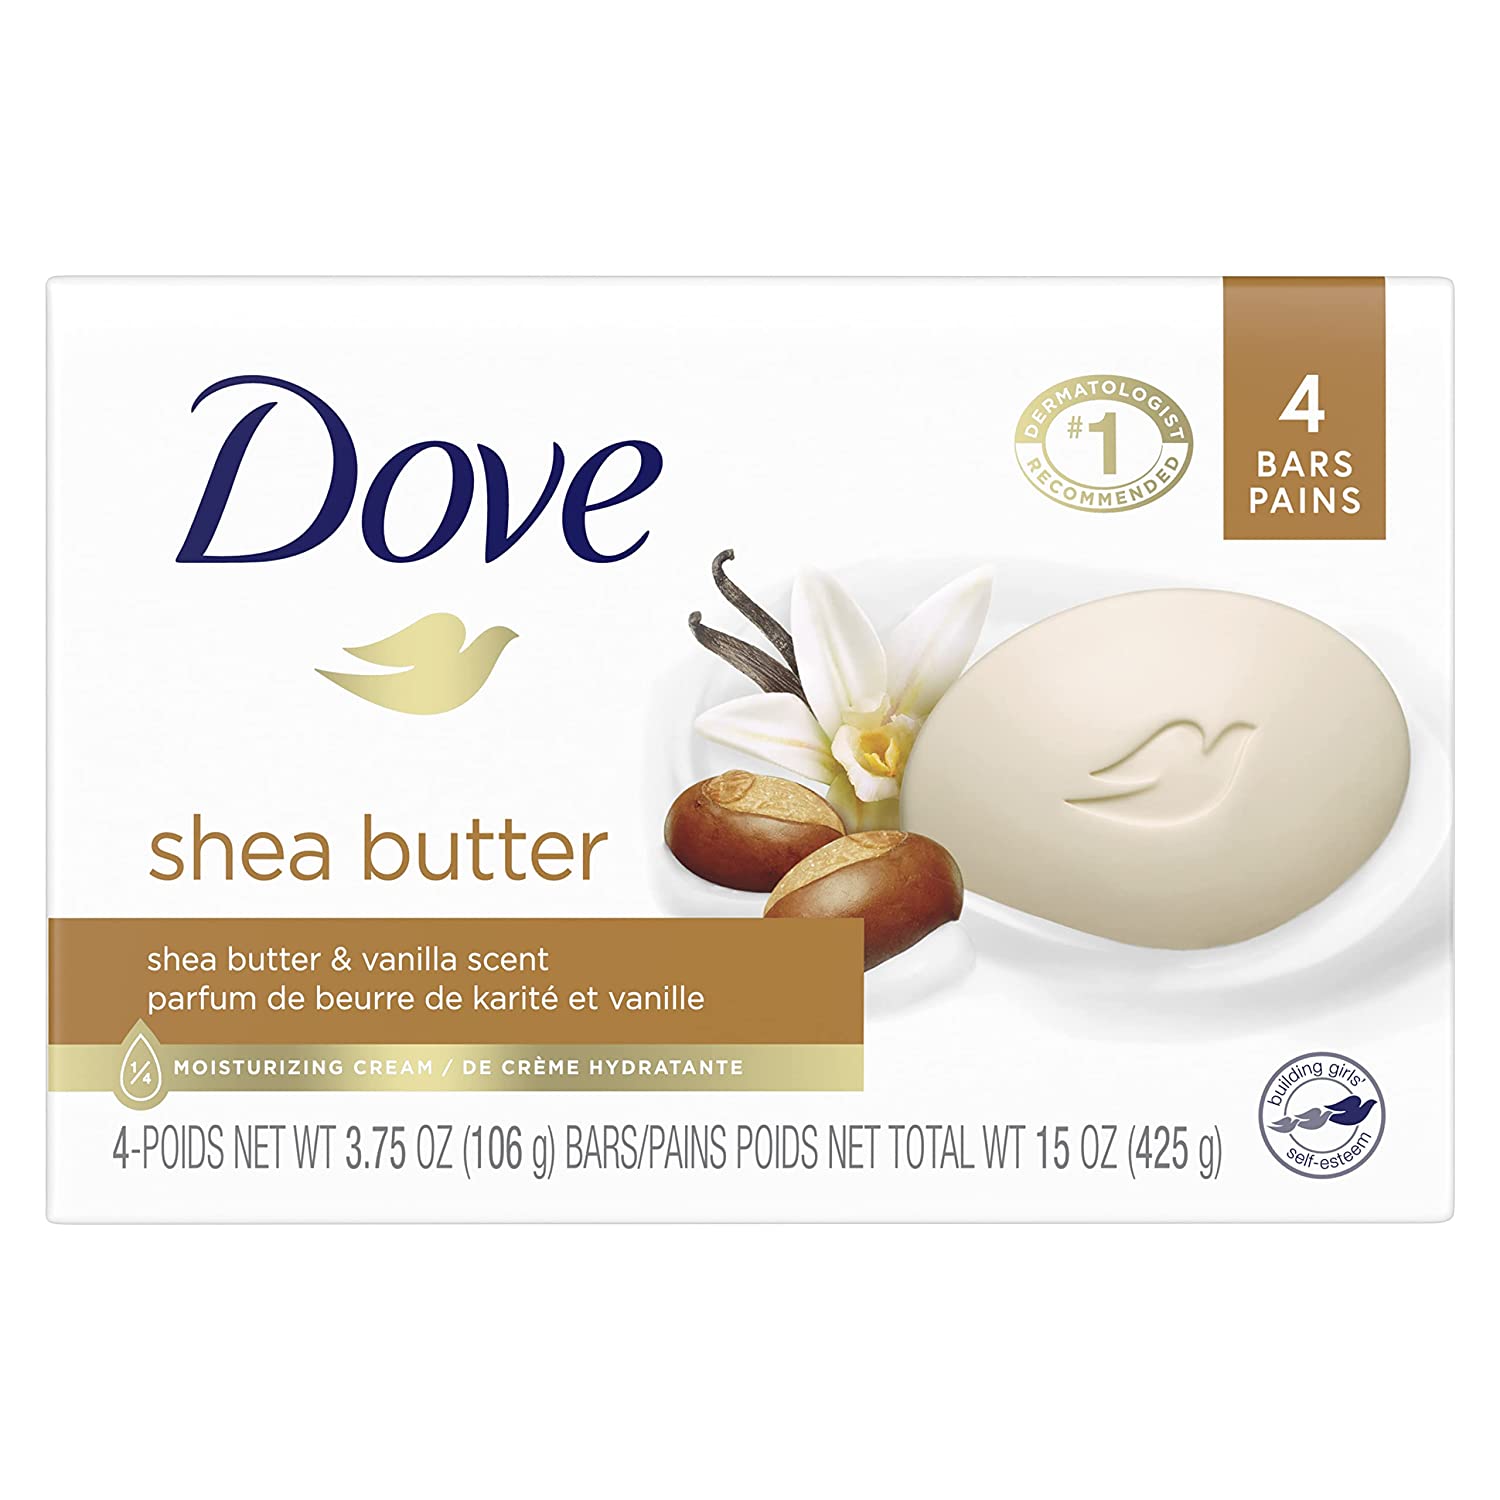 Dove
DERMATOLOGIST
#1
RECOMMENDED
4
BARS
PAINS
shea butter
shea butter & vanilla scent
parfum de beurre de karité et vanille
1/4 MOISTURIZING CREAM / DE CRÈME HYDRATANTE
4-POIDS NET WT 3.75 OZ (106 g) BARS/PAINS POIDS NET TOTAL WT 15 OZ (425 g)
building girls'
self-esteem